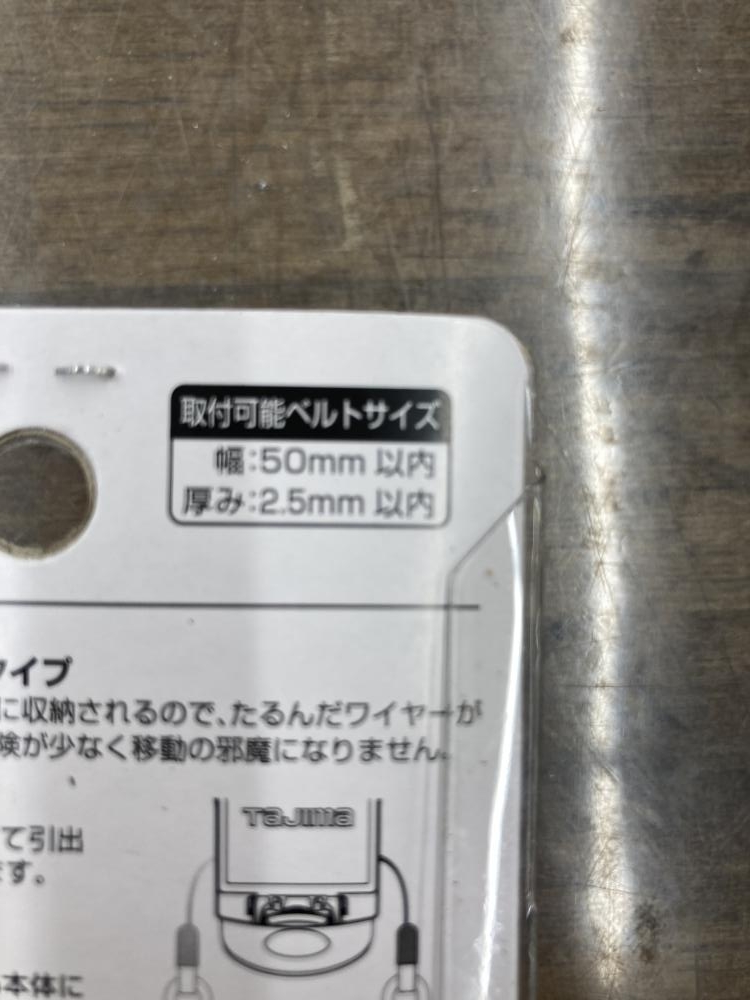 取付可能ベルトサイズ
幅:50mm 以内
厚み:2.5mm 以内
タイプ
に収納されるので、たるんだワイヤーが
険が少なく移動の邪魔になりません。
て引出
ます。
TaJIma
本体に